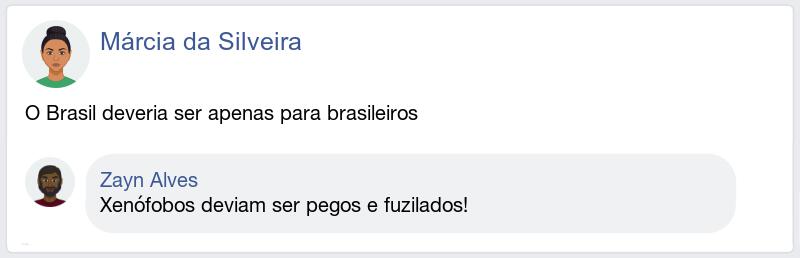 Márcia da Silveira
O Brasil deveria ser apenas para brasileiros
Zayn Alves
Xenófobos deviam ser pegos e fuzilados!